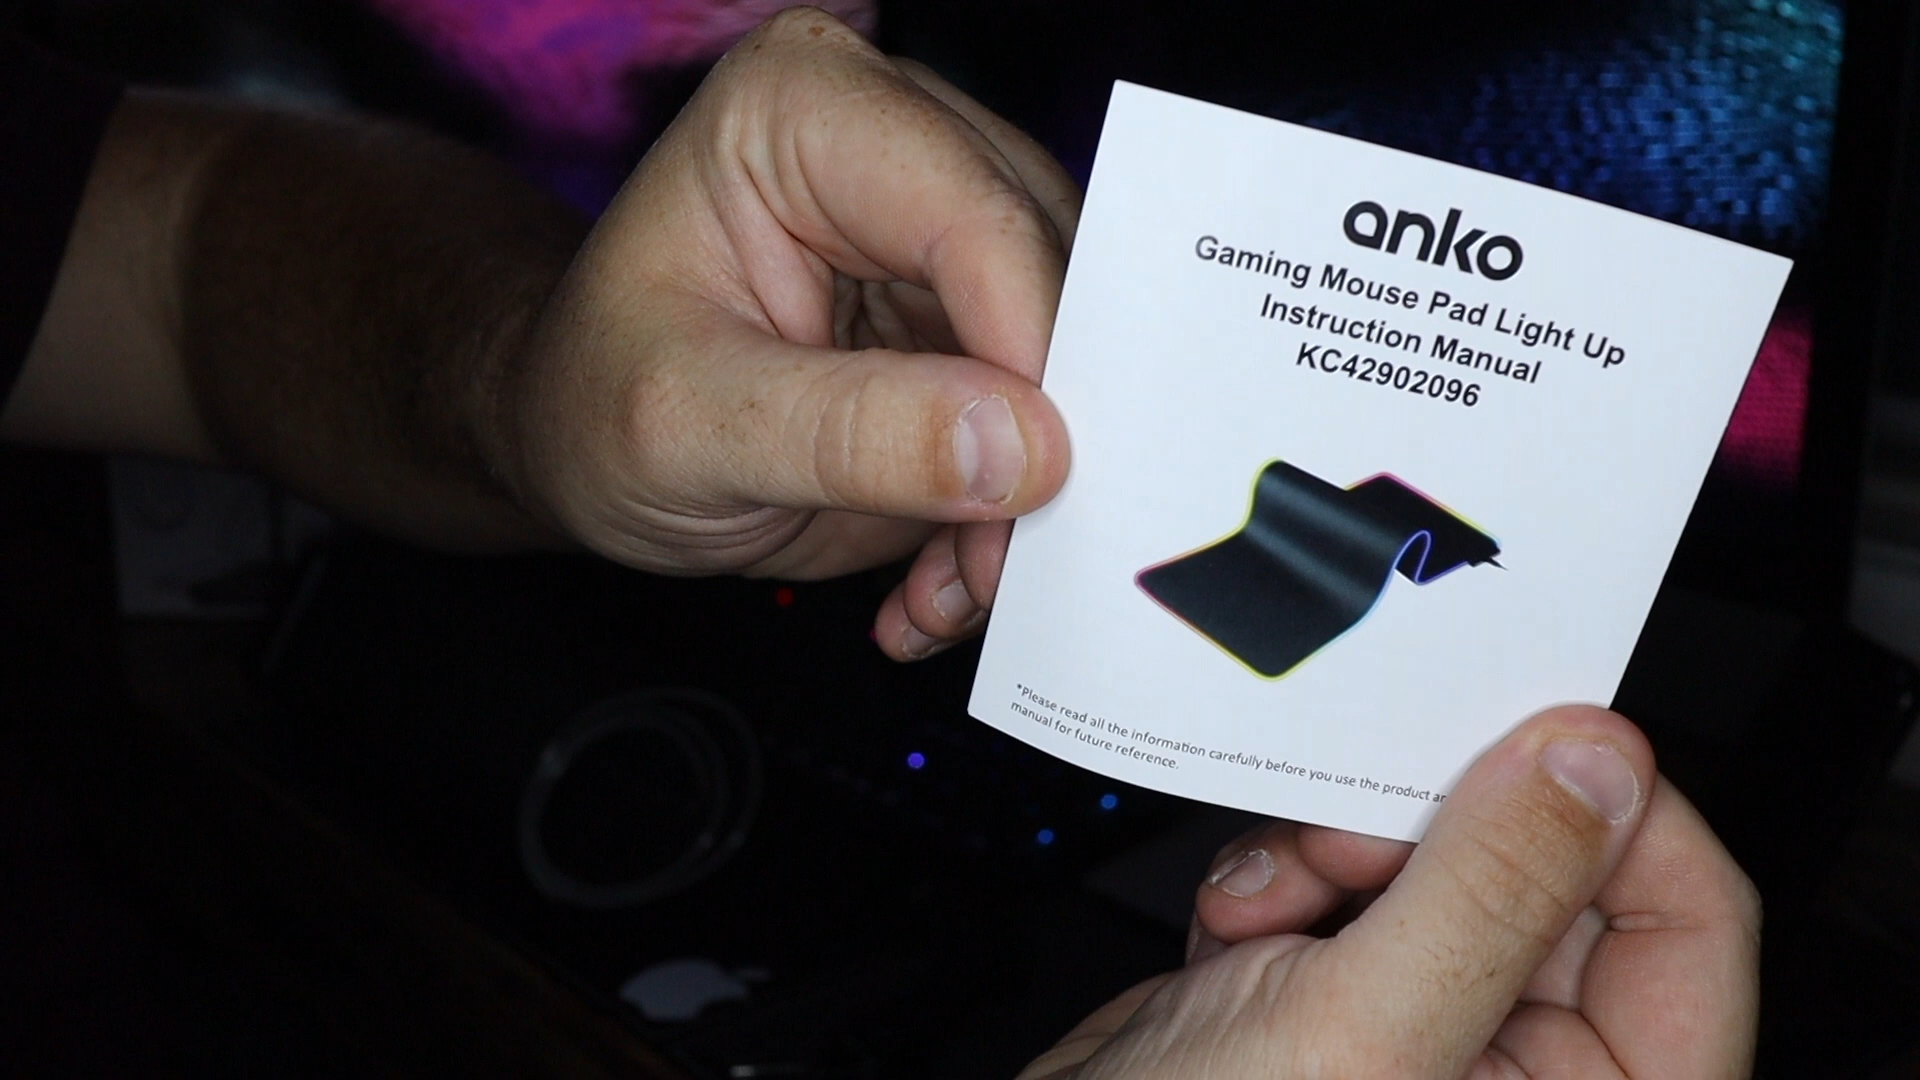 anko
Gaming Mouse Pad Light Up
Instruction Manual
KC42902096
*Please read all the information carefully before you use the product
manual for future reference.